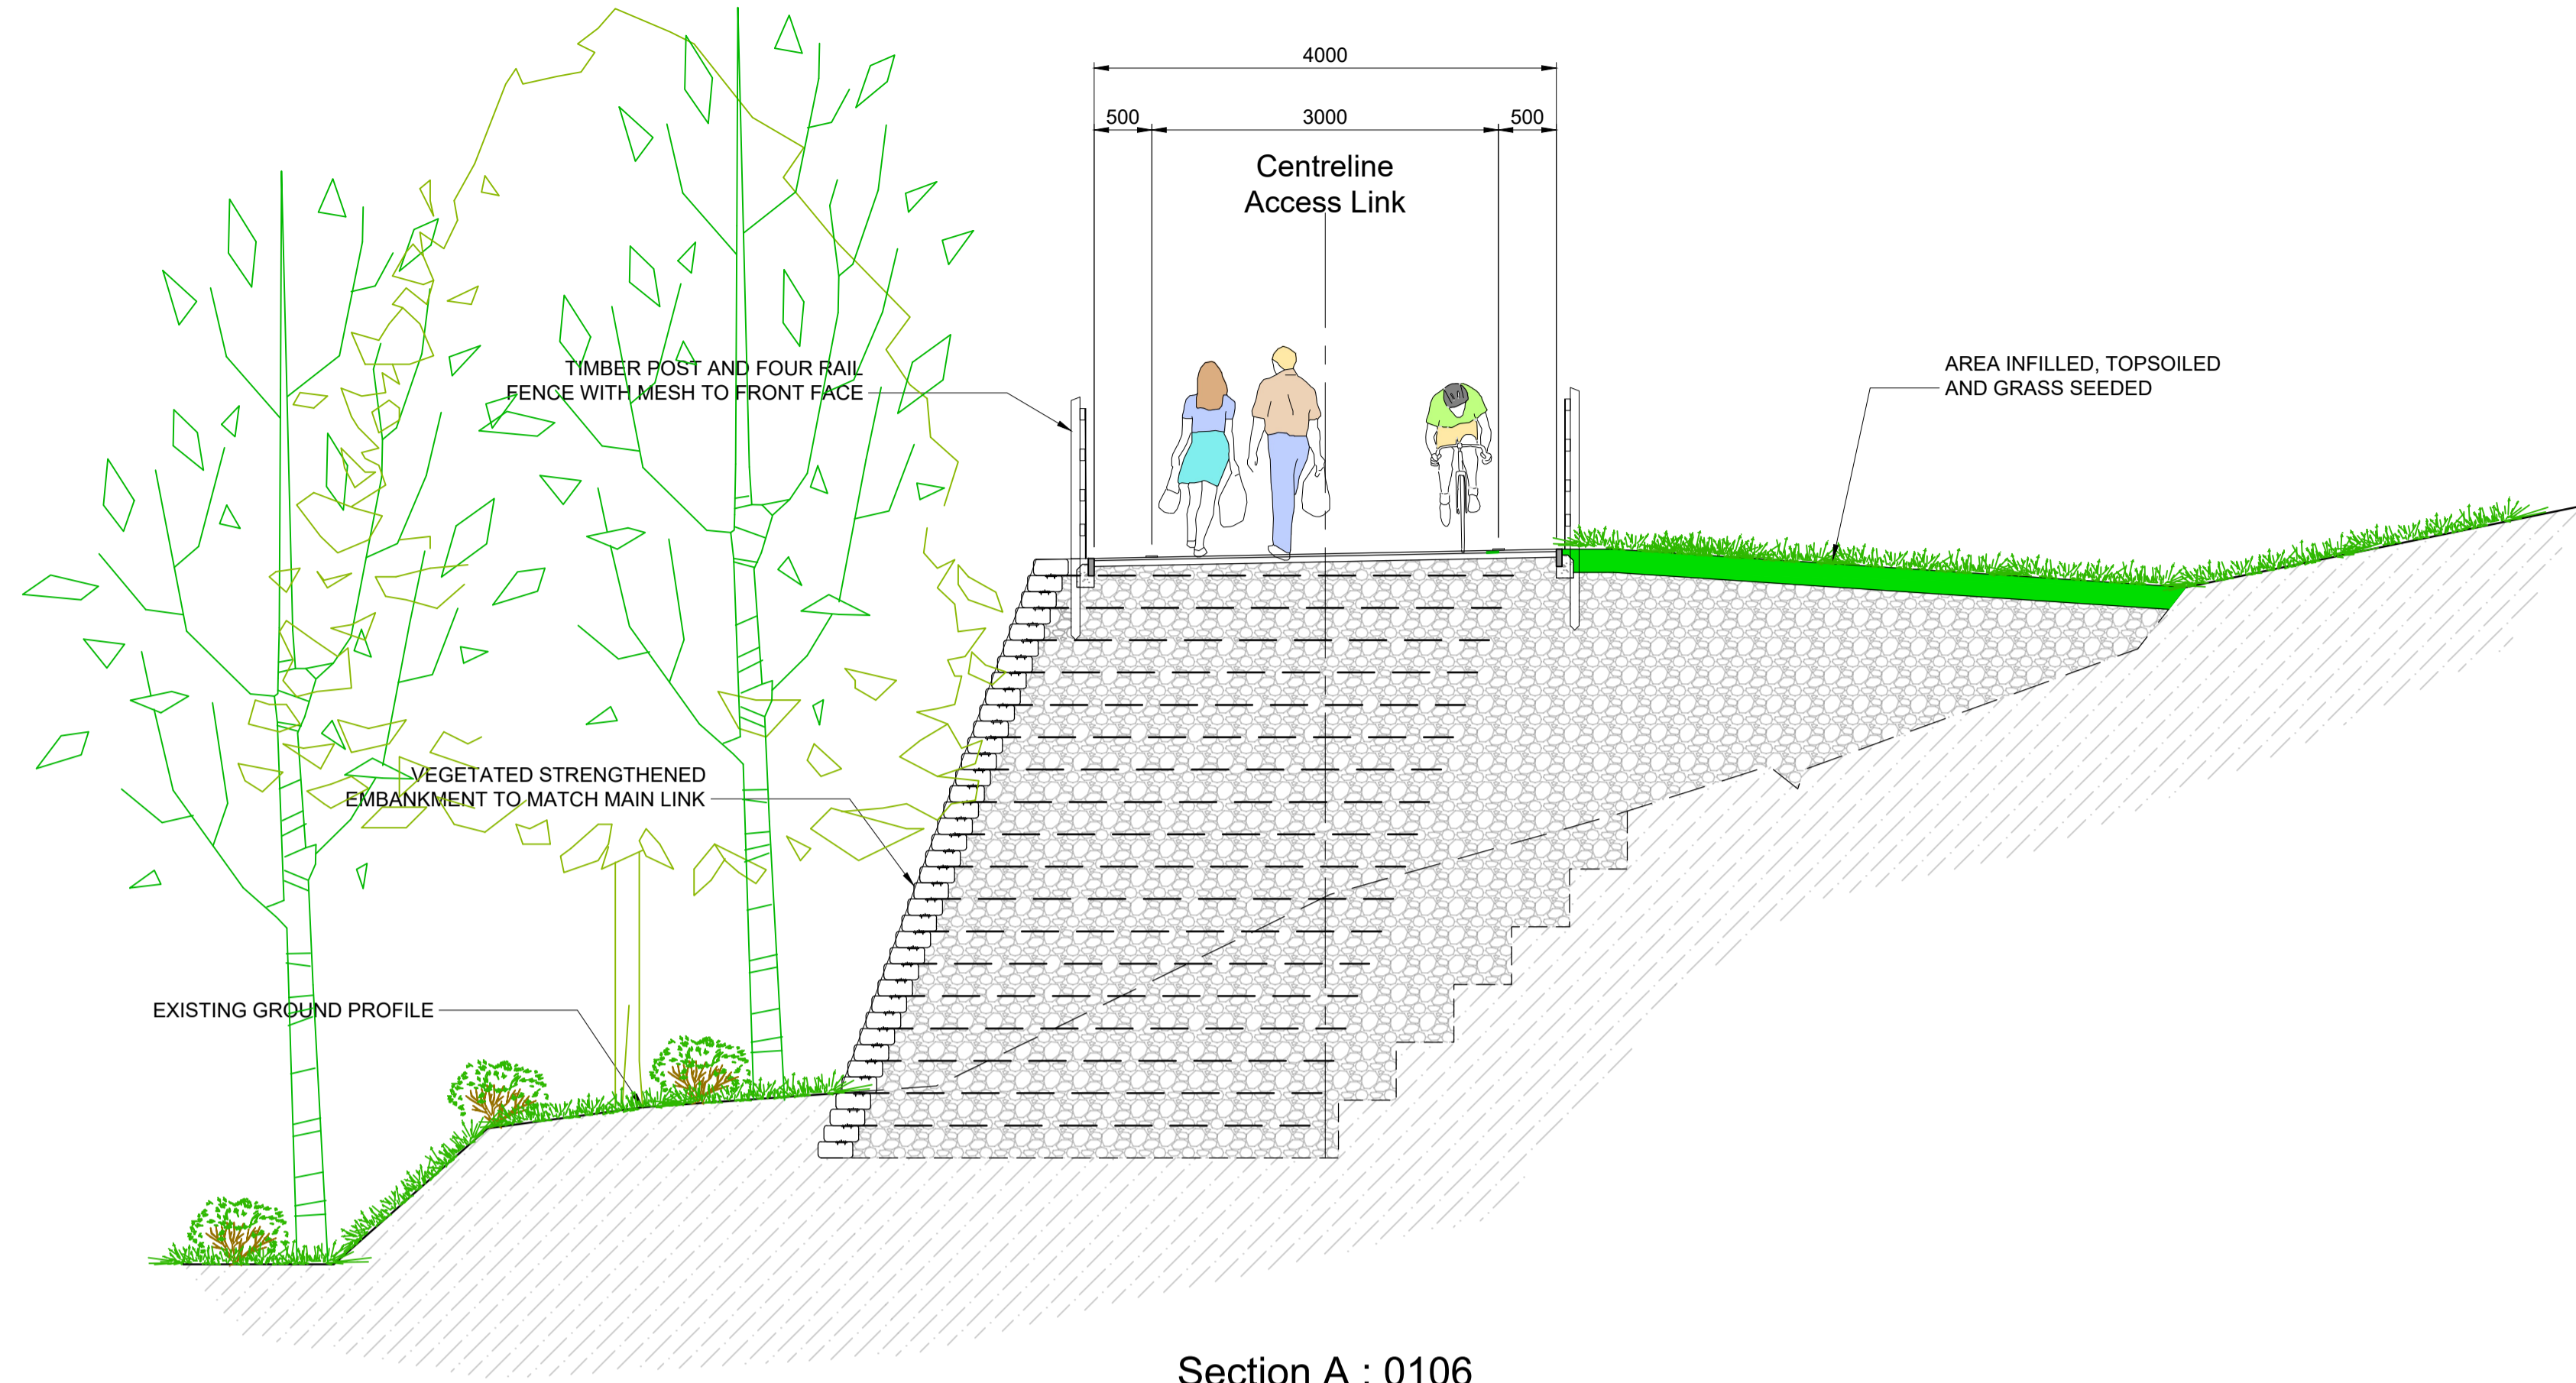 4000
500
3000
500
Centreline
Access Link
TIMBER POST AND FOUR RAIL
FENCE WITH MESH TO FRONT FACE
AREA INFILLED, TOPSOILED
AND GRASS SEEDED
VEGETATED STRENGTHENED
EMBANKMENT TO MATCH MAIN LINK
EXISTING GROUND PROFILE
Section A : 0106